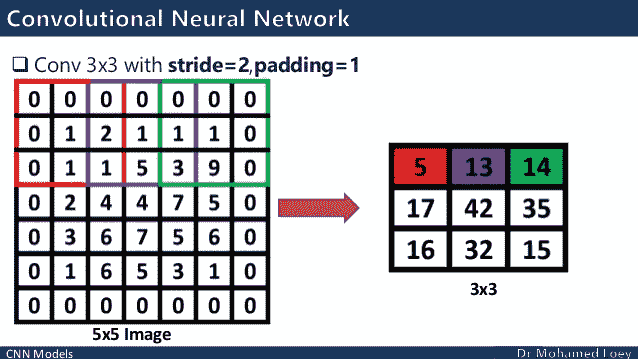 Convolutional Neural Network
Conv 3x3 with stride=2,padding=1
0 0 0 0 0 0 0
0 1 2 1 1 1 0
0 1 1 5 3 9 0
0 2 4 4 7 5 0
0 3 6 7 5 6 0
0 1 6 5 3 1 0
0 0 0 0 0 0 0
5x5 Image
5 13 14
17 42 35
16 32 15
3x3
CNN Models
Dr Mohamed Loey